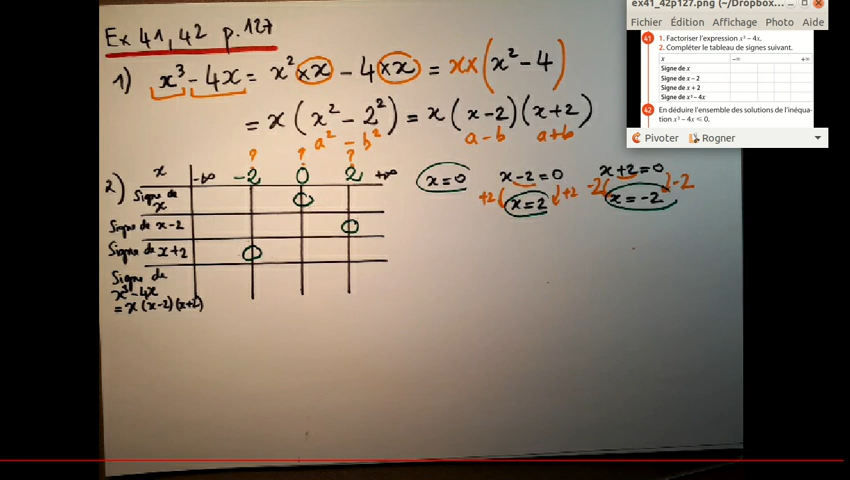 Ex 41, 42 p. 127
1) x³ - 4x = x² × x - 4 × x = x × (x² - 4)
= x (x² - 2²) = x (x - 2)(x + 2)
a² - b² a - b a + b
? ? ?
2) x -∞ -2 0 2 +∞
Signe de x
Signe de x-2
Signe de x+2
Signe de x³-4x
= x(x-2)(x+2)
x = 0 x - 2 = 0 x + 2 = 0
+2 x = 2 +2 -2 x = -2 -2
ex41_42p127.png (~/Dropbox...
Fichier Édition Affichage Photo Aide
41 1. Factoriser l'expression x³ – 4x.
2. Compléter le tableau de signes suivant.
x -∞ +∞
Signe de x
Signe de x – 2
Signe de x + 2
Signe de x³ – 4x
42 En déduire l'ensemble des solutions de l'inéqua-
tion x³ – 4x ≤ 0.
Pivoter Rogner